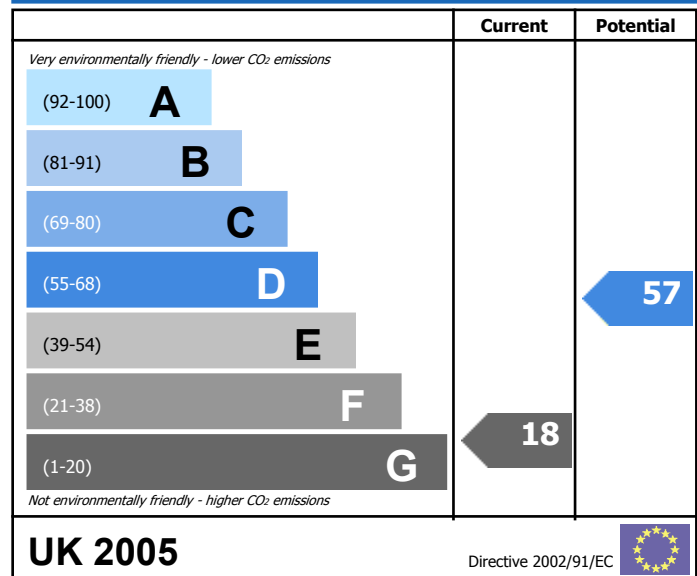 Current Potential
Very environmentally friendly - lower CO₂ emissions
(92-100) A
(81-91) B
(69-80) C
(55-68) D
57
(39-54) E
(21-38) F
18
(1-20) G
Not environmentally friendly - higher CO₂ emissions
UK 2005 Directive 2002/91/EC